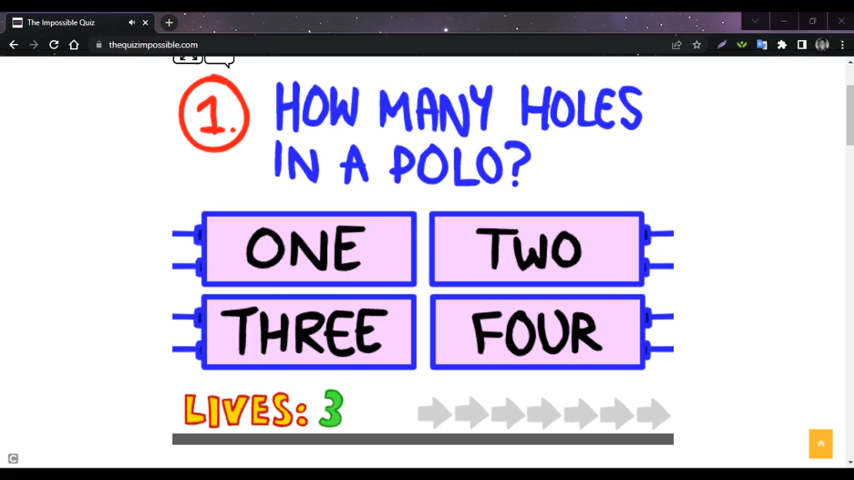 The Impossible Quiz
thequizimpossible.com
1. HOW MANY HOLES
IN A POLO?
ONE TWO
THREE FOUR
LIVES: 3